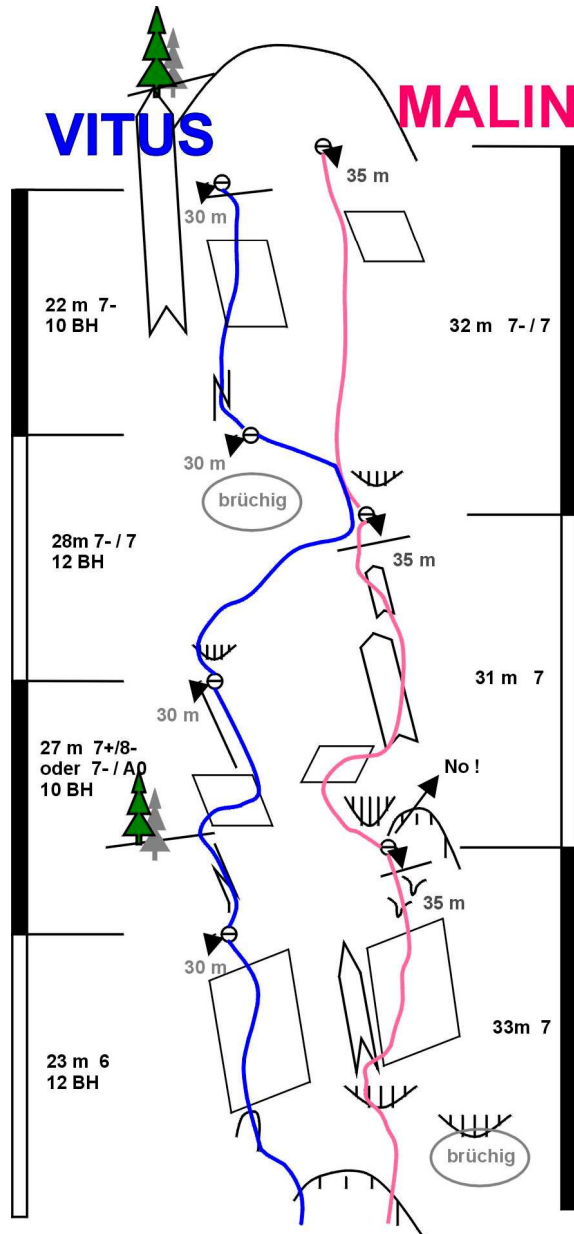 VITUS
MALIN
35 m
30 m
22 m  7-
10 BH
32 m  7- / 7
30 m
brüchig
28m 7- / 7
12 BH
35 m
31 m  7
30 m
27 m  7+/8-
oder  7- / A0
10 BH
No !
35 m
30 m
33m  7
23 m  6
12 BH
brüchig